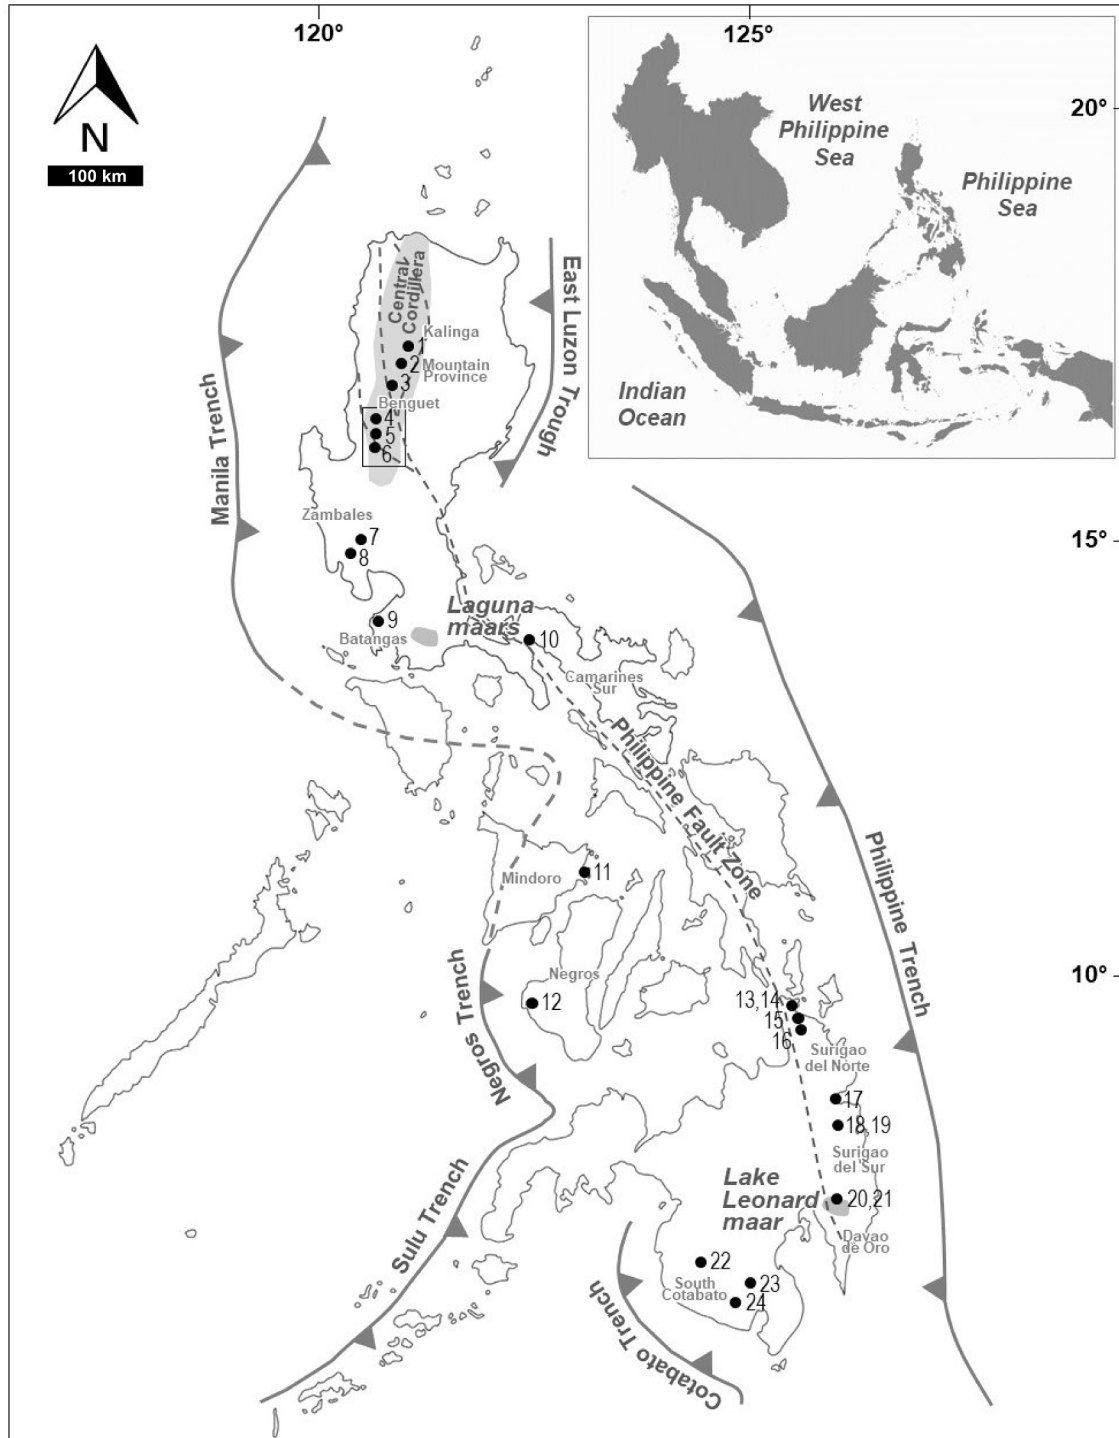 120°
125°
20°
15°
10°
N
100 km
West
Philippine
Sea
Philippine
Sea
Indian
Ocean
Manila Trench
East Luzon Trough
Central
Cordillera
Kalinga
1
2
Mountain
Province
3
Benguet
4
5
6
Zambales
7
8
9
Batangas
Laguna
maars
10
Camarines
Sur
Philippine Fault Zone
Philippine Trench
Mindoro
11
Negros
12
Negros Trench
13,14
15
16
Surigao
del Norte
17
18,19
Surigao
del Sur
Lake
Leonard
maar
20,21
Davao
de Oro
Sulu Trench
22
South
Cotabato
23
24
Cotabato Trench